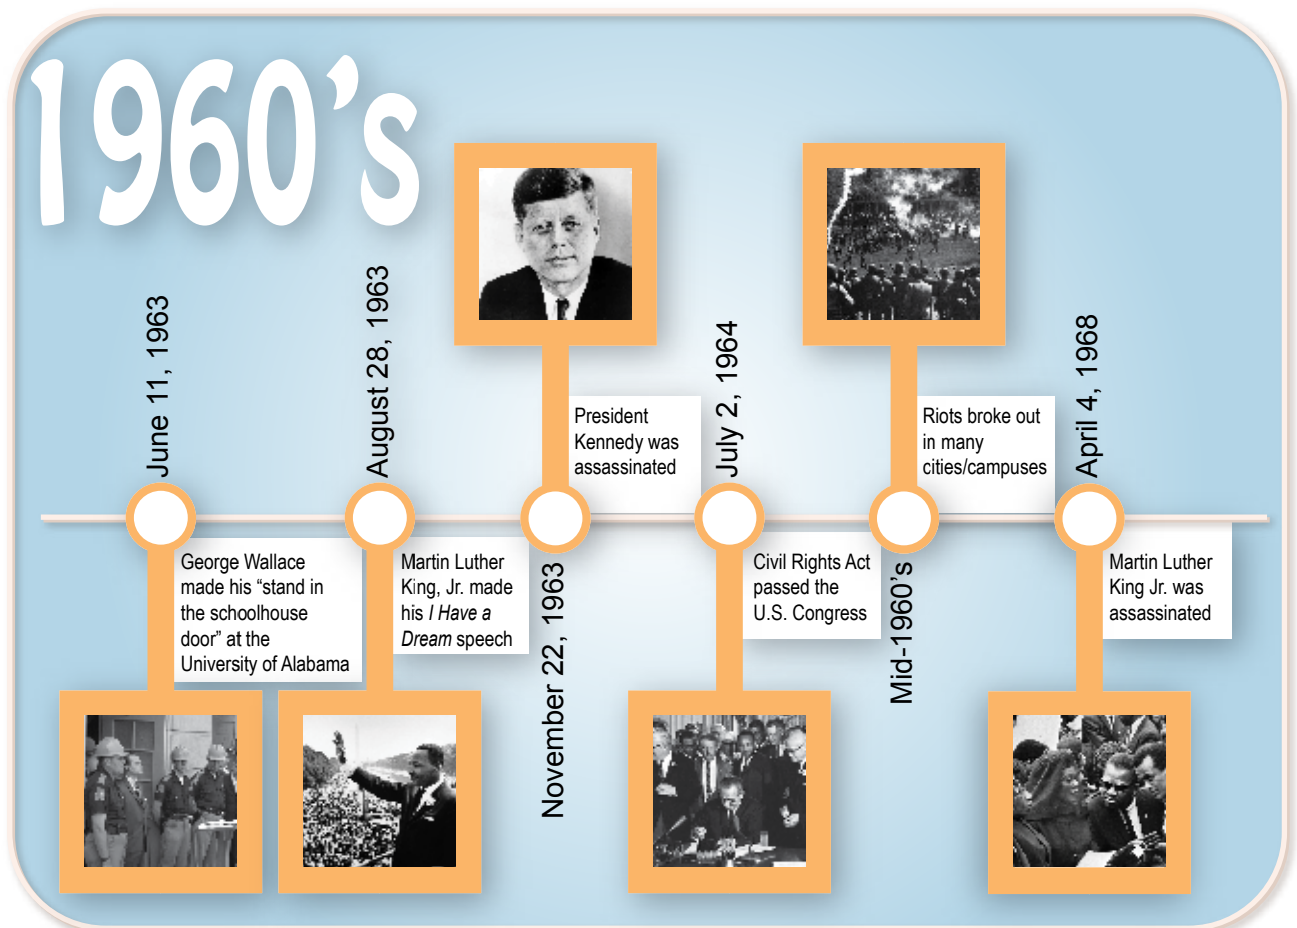 1960's
June 11, 1963
George Wallace
made his “stand in
the schoolhouse
door” at the
University of Alabama
August 28, 1963
Martin Luther
King, Jr. made
his I Have a
Dream speech
November 22, 1963
President
Kennedy was
assassinated
July 2, 1964
Civil Rights Act
passed the
U.S. Congress
Mid-1960's
Riots broke out
in many
cities/campuses
April 4, 1968
Martin Luther
King Jr. was
assassinated